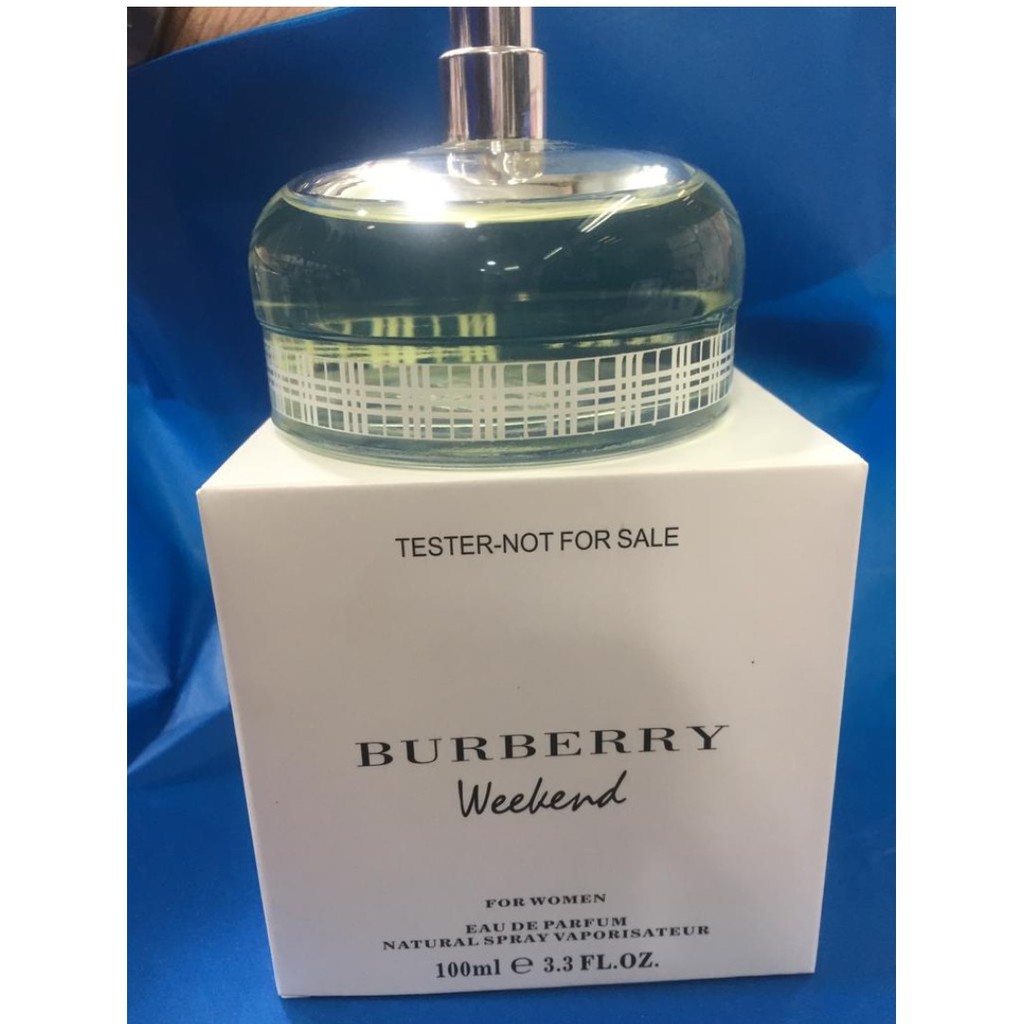 TESTER-NOT FOR SALE
BURBERRY
Weekend
FOR WOMEN
EAU DE PARFUM
NATURAL SPRAY VAPORISATEUR
100ml ℮ 3.3 FL.OZ.